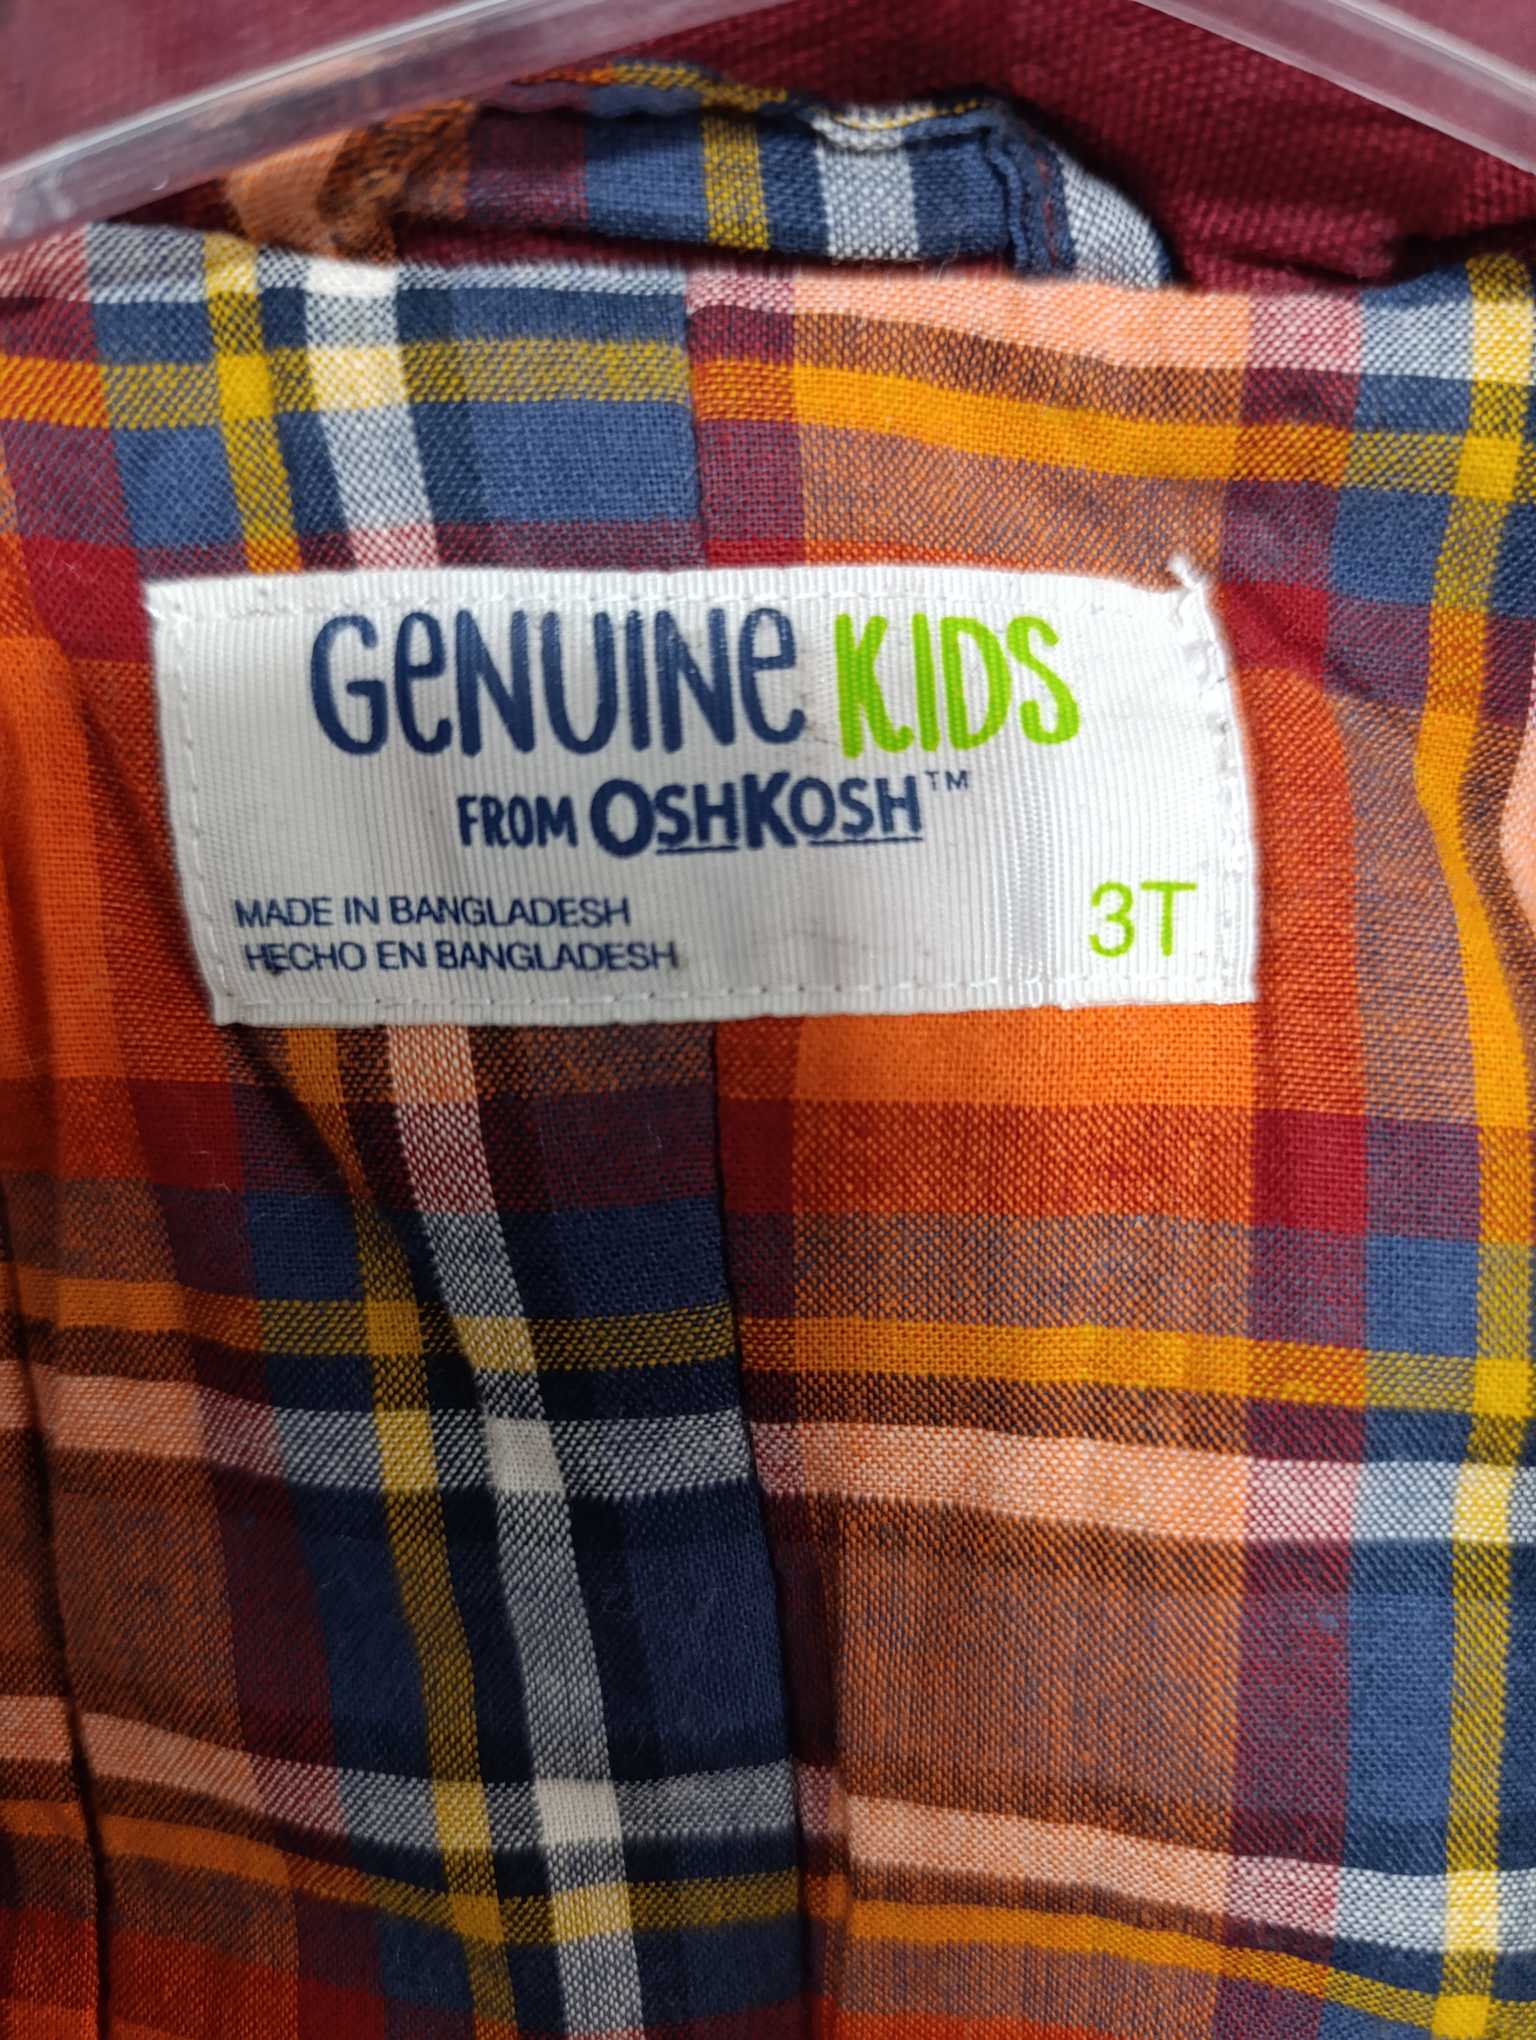 GeNUINe KIDS
FROM OSHKOSH™
MADE IN BANGLADESH
HECHO EN BANGLADESH
3T